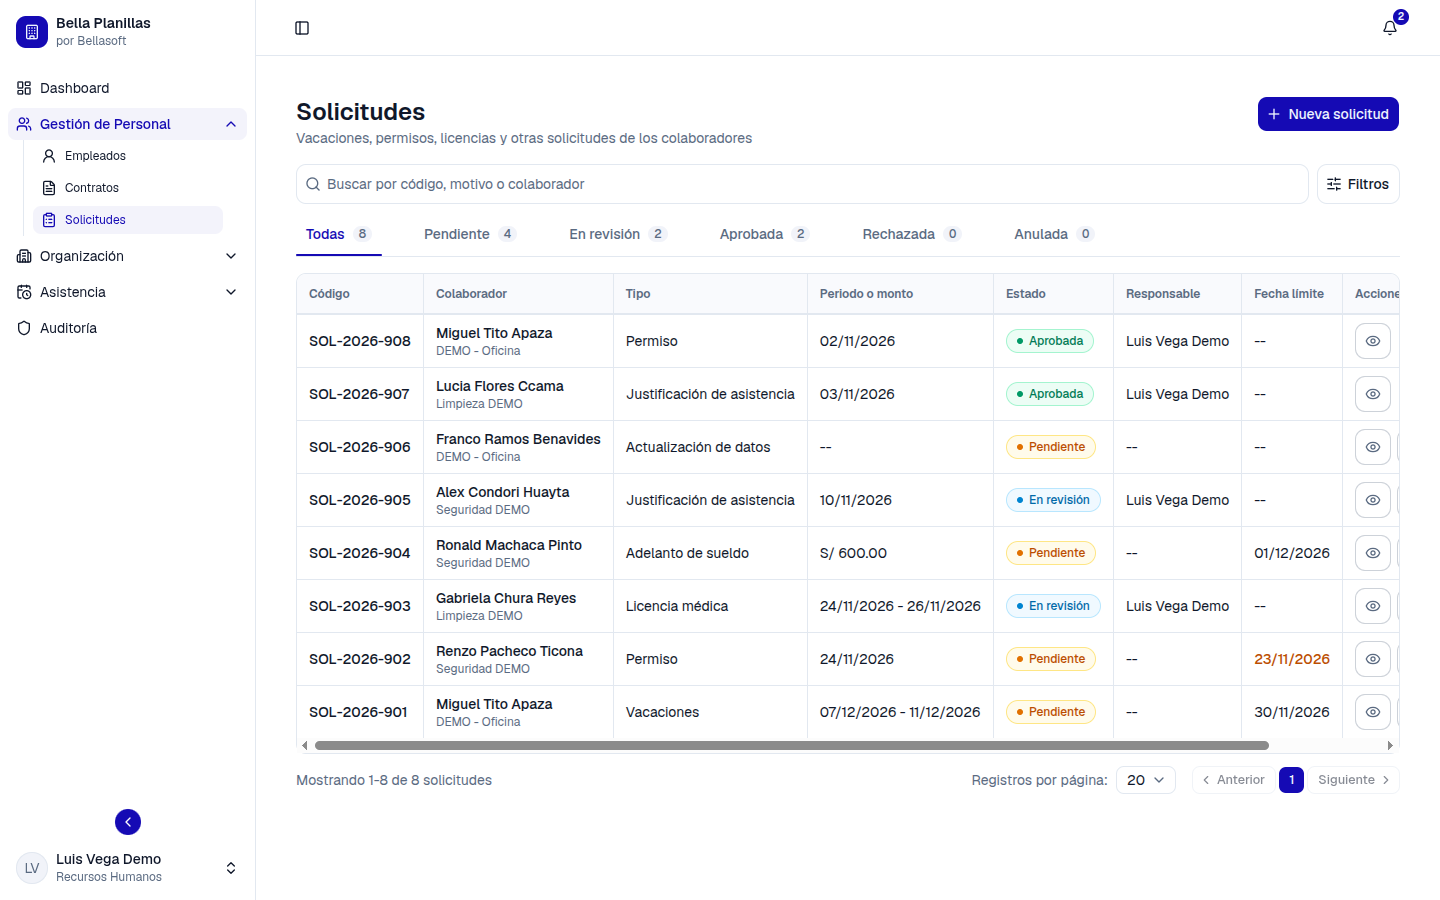 Bella Planillas
por Bellasoft
2
Dashboard
Gestión de Personal
Empleados
Contratos
Solicitudes
Organización
Asistencia
Auditoría
Solicitudes
Nueva solicitud
Vacaciones, permisos, licencias y otras solicitudes de los colaboradores
Buscar por código, motivo o colaborador
Filtros
Todas 8 Pendiente 4 En revisión 2 Aprobada 2 Rechazada 0 Anulada 0
Código Colaborador Tipo Periodo o monto Estado Responsable Fecha límite Accione
SOL-2026-908 Miguel Tito Apaza Permiso 02/11/2026 Aprobada Luis Vega Demo --
DEMO - Oficina
SOL-2026-907 Lucia Flores Ccama Justificación de asistencia 03/11/2026 Aprobada Luis Vega Demo --
Limpieza DEMO
SOL-2026-906 Franco Ramos Benavides Actualización de datos -- Pendiente -- --
DEMO - Oficina
SOL-2026-905 Alex Condori Huayta Justificación de asistencia 10/11/2026 En revisión Luis Vega Demo --
Seguridad DEMO
SOL-2026-904 Ronald Machaca Pinto Adelanto de sueldo S/ 600.00 Pendiente -- 01/12/2026
Seguridad DEMO
SOL-2026-903 Gabriela Chura Reyes Licencia médica 24/11/2026 - 26/11/2026 En revisión Luis Vega Demo --
Limpieza DEMO
SOL-2026-902 Renzo Pacheco Ticona Permiso 24/11/2026 Pendiente -- 23/11/2026
Seguridad DEMO
SOL-2026-901 Miguel Tito Apaza Vacaciones 07/12/2026 - 11/12/2026 Pendiente -- 30/11/2026
DEMO - Oficina
Mostrando 1-8 de 8 solicitudes
Registros por página: 20 Anterior 1 Siguiente
LV
Luis Vega Demo
Recursos Humanos